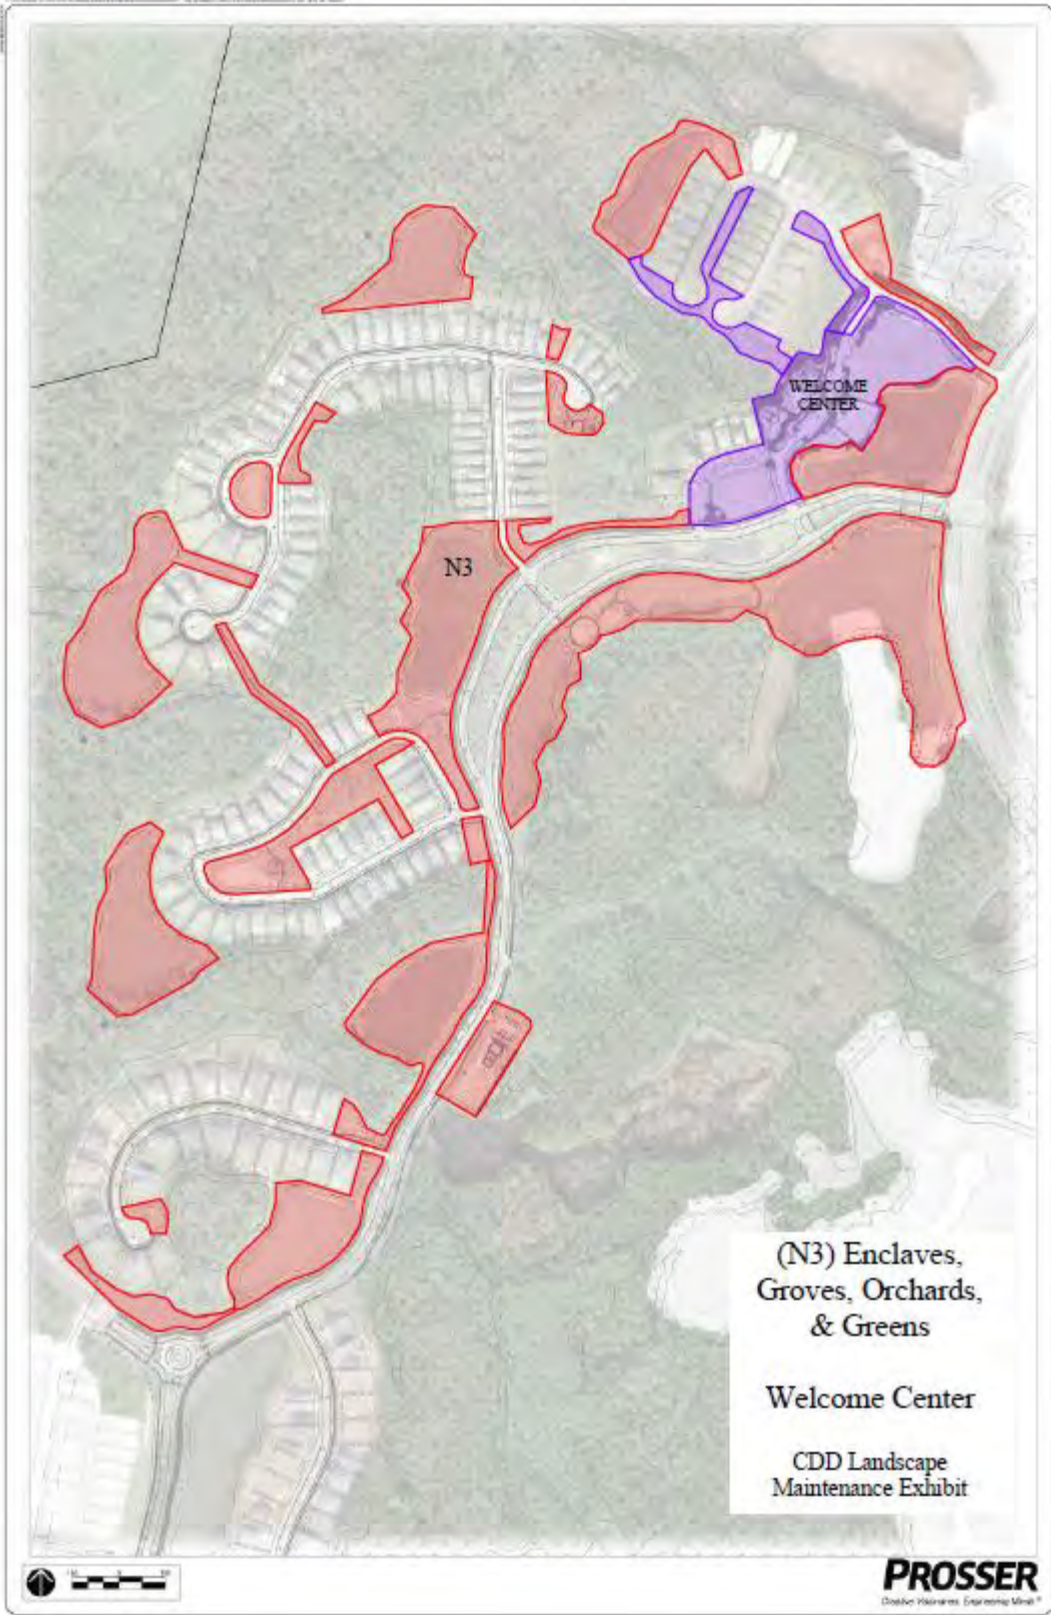 WELCOME
CENTER
N3
(N3) Enclaves,
Groves, Orchards,
& Greens
Welcome Center
CDD Landscape
Maintenance Exhibit
PROSSER